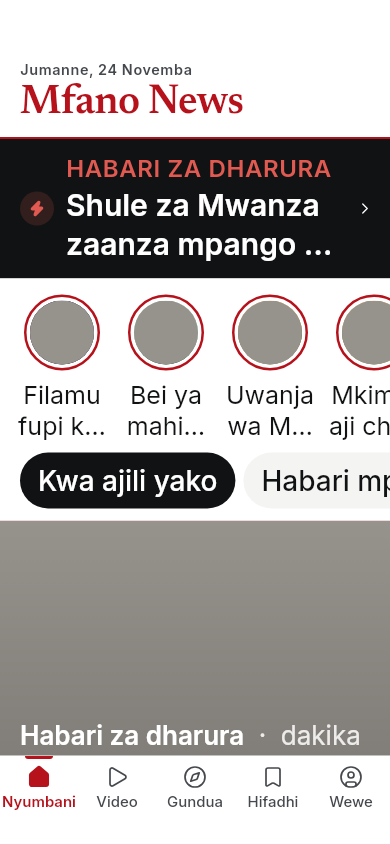 Jumanne, 24 Novemba
Mfano News
HABARI ZA DHARURA
Shule za Mwanza
zaanza mpango ...
Filamu
fupi k...
Bei ya
mahi...
Uwanja
wa M...
Mkim
aji ch
Kwa ajili yako
Habari mp
Habari za dharura · dakika
Nyumbani
Video
Gundua
Hifadhi
Wewe